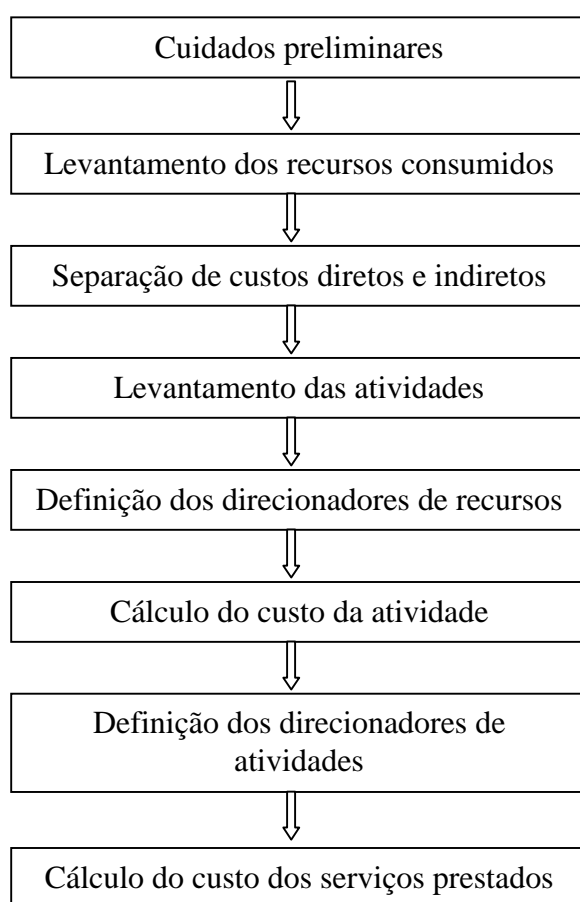 Cuidados preliminares
Levantamento dos recursos consumidos
Separação de custos diretos e indiretos
Levantamento das atividades
Definição dos direcionadores de recursos
Cálculo do custo da atividade
Definição dos direcionadores de
atividades
Cálculo do custo dos serviços prestados